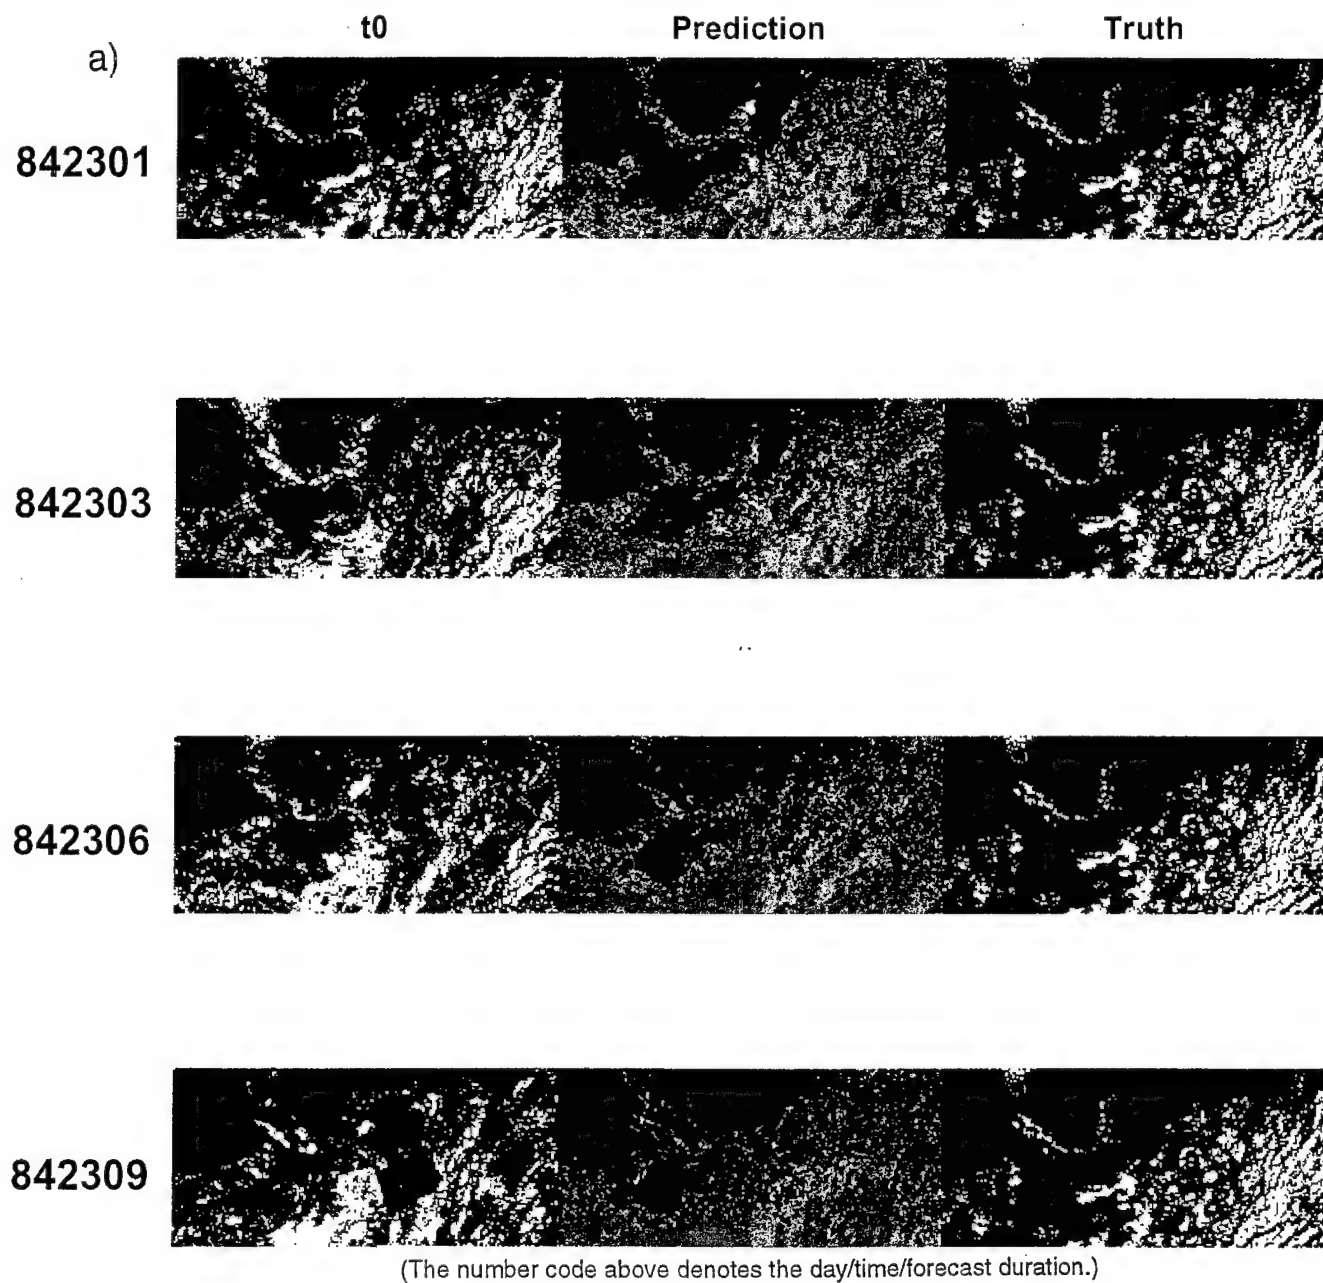 t0 Prediction Truth
a)
842301
842303
842306
842309
(The number code above denotes the day/time/forecast duration.)